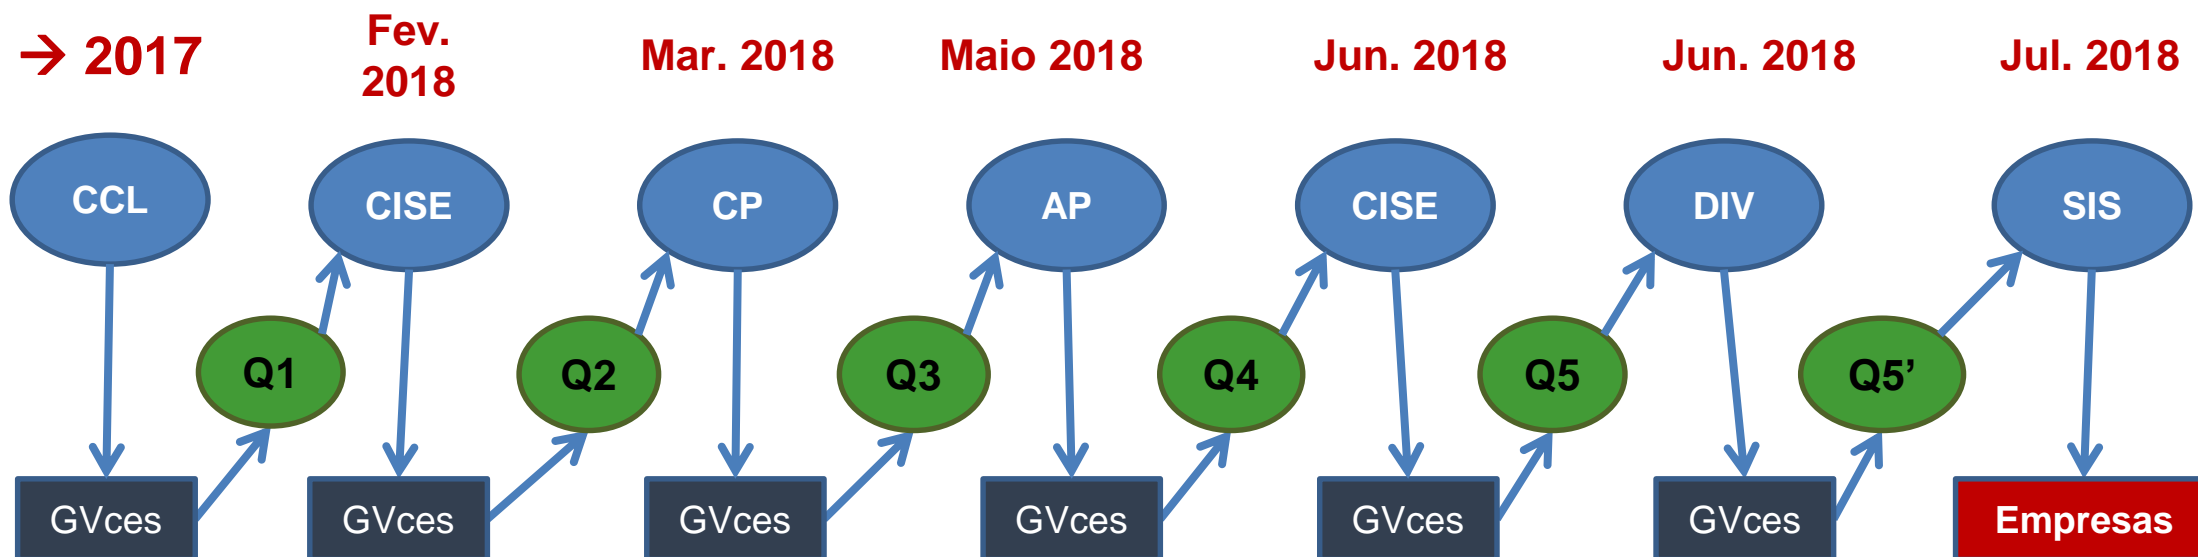 → 2017
Fev.
2018
Mar. 2018
Maio 2018
Jun. 2018
Jun. 2018
Jul. 2018
CCL
CISE
CP
AP
CISE
DIV
SIS
Q1
Q2
Q3
Q4
Q5
Q5’
GVces
GVces
GVces
GVces
GVces
GVces
Empresas